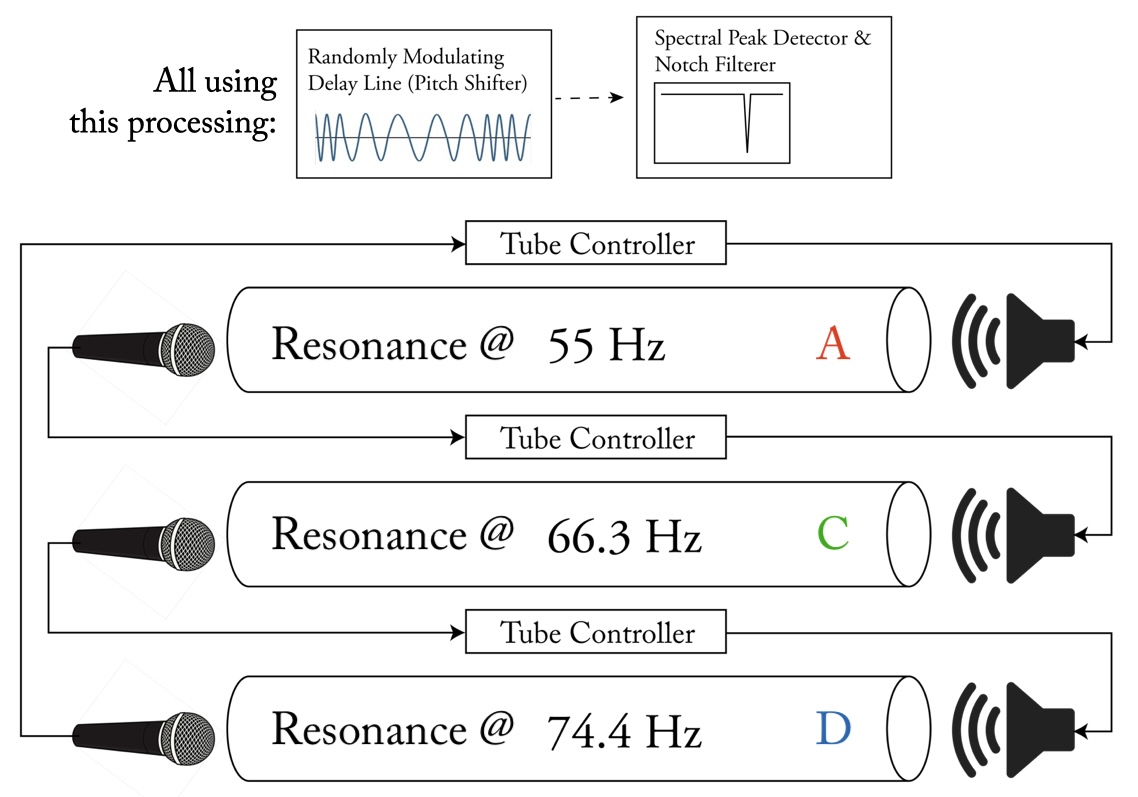 All using
this processing:
Randomly Modulating
Delay Line (Pitch Shifter)
Spectral Peak Detector &
Notch Filterer
Tube Controller
Resonance @ 55 Hz A
Tube Controller
Resonance @ 66.3 Hz C
Tube Controller
Resonance @ 74.4 Hz D